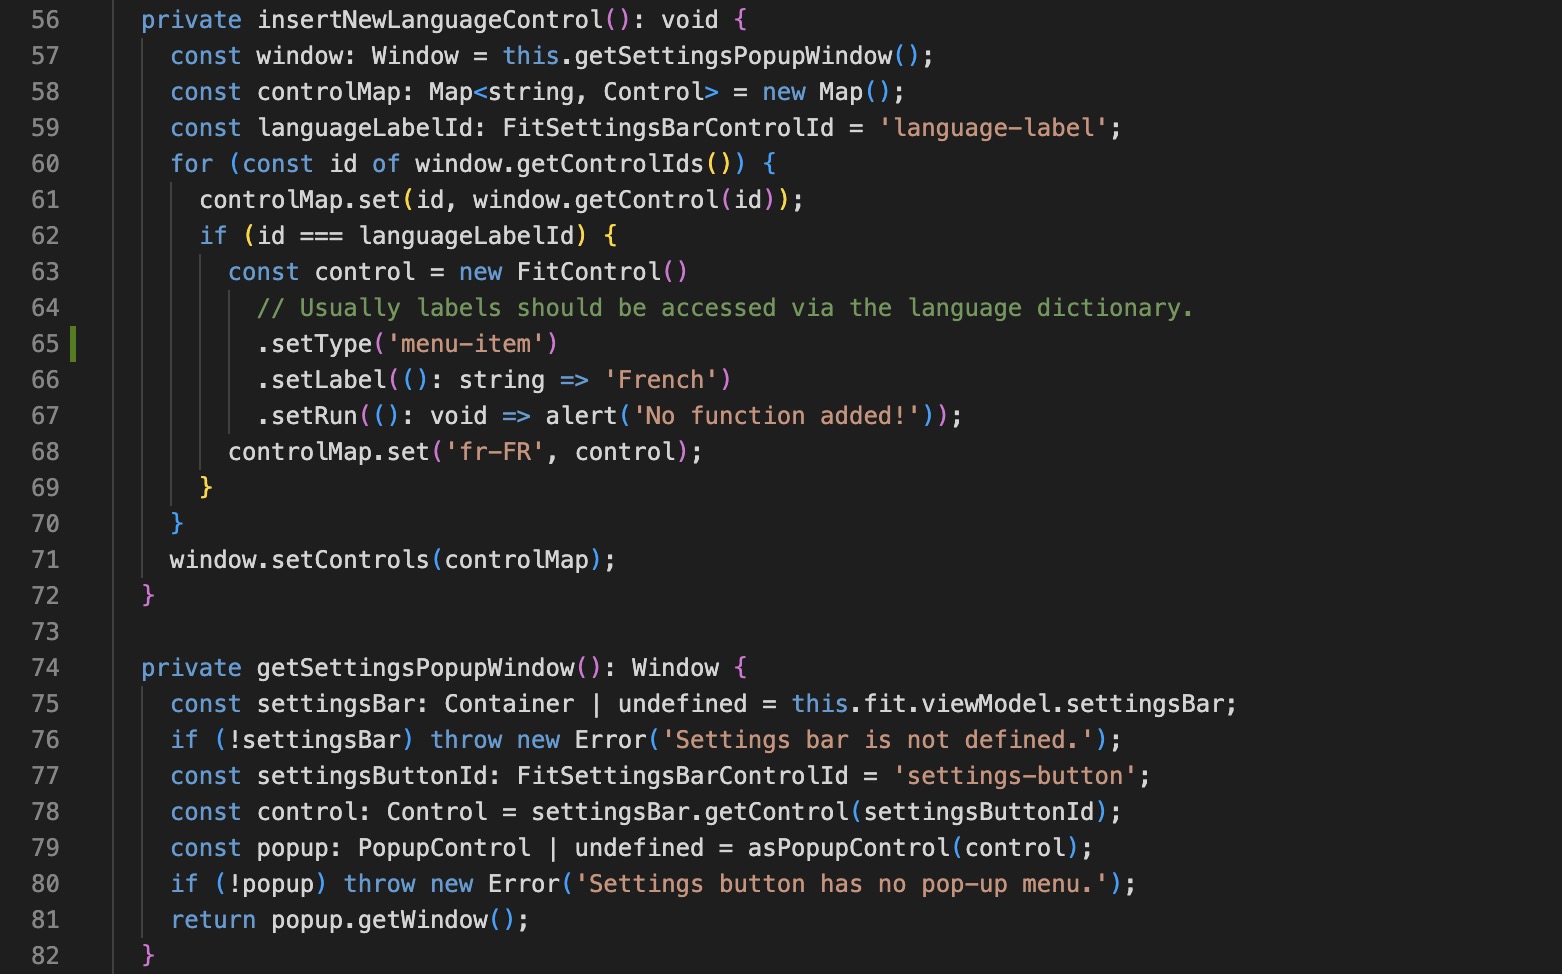 56 private insertNewLanguageControl(): void {
57 const window: Window = this.getSettingsPopupWindow();
58 const controlMap: Map<string, Control> = new Map();
59 const languageLabelId: FitSettingsBarControlId = 'language-label';
60 for (const id of window.getControlIds()) {
61 controlMap.set(id, window.getControl(id));
62 if (id === languageLabelId) {
63 const control = new FitControl()
64 // Usually labels should be accessed via the language dictionary.
65 .setType('menu-item')
66 .setLabel((): string => 'French')
67 .setRun((): void => alert('No function added!'));
68 controlMap.set('fr-FR', control);
69 }
70 }
71 window.setControls(controlMap);
72 }
73
74 private getSettingsPopupWindow(): Window {
75 const settingsBar: Container | undefined = this.fit.viewModel.settingsBar;
76 if (!settingsBar) throw new Error('Settings bar is not defined.');
77 const settingsButtonId: FitSettingsBarControlId = 'settings-button';
78 const control: Control = settingsBar.getControl(settingsButtonId);
79 const popup: PopupControl | undefined = asPopupControl(control);
80 if (!popup) throw new Error('Settings button has no pop-up menu.');
81 return popup.getWindow();
82 }